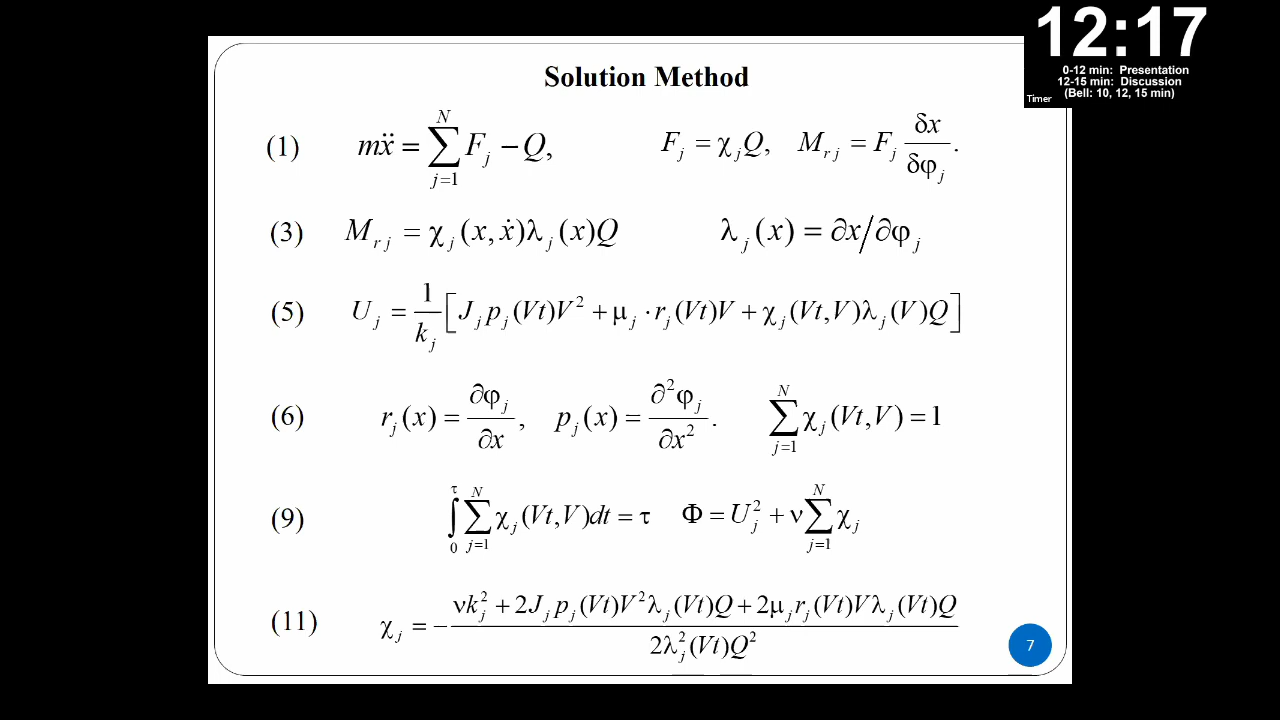 12:17
0-12 min: Presentation
12-15 min: Discussion
(Bell: 10, 12, 15 min)
Timer
Solution Method
(1) mẍ = ∑_{j=1}^{N} F_j − Q, F_j = χ_j Q, M_{rj} = F_j δx/δφ_j.
(3) M_{rj} = χ_j(x, ẋ)λ_j(x)Q λ_j(x) = ∂x/∂φ_j
(5) U_j = 1/k_j [J_j p_j(Vt)V² + μ_j · r_j(Vt)V + χ_j(Vt,V)λ_j(V)Q]
(6) r_j(x) = ∂φ_j/∂x, p_j(x) = ∂²φ_j/∂x². ∑_{j=1}^{N} χ_j(Vt,V) = 1
(9) ∫_0^τ ∑_{j=1}^{N} χ_j(Vt,V)dt = τ Φ = U_j² + ν∑_{j=1}^{N} χ_j
(11) χ_j = − (νk_j² + 2J_j p_j(Vt)V²λ_j(Vt)Q + 2μ_j r_j(Vt)Vλ_j(Vt)Q) / (2λ_j²(Vt)Q²)
7